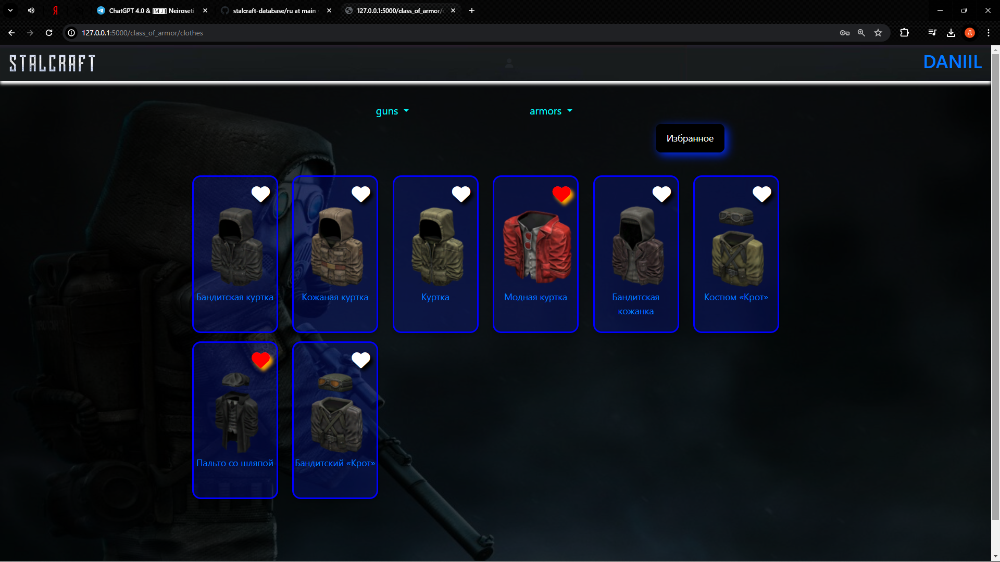 ChatGPT 4.0 & [M J] Neiroseti
stalcraft-database/ru at main
127.0.0.1:5000/class_of_armor/
127.0.0.1:5000/class_of_armor/clothes
Д
STALCRAFT
DANIIL
guns
armors
Избранное
Бандитская куртка
Кожаная куртка
Куртка
Модная куртка
Бандитская
кожанка
Костюм «Крот»
Пальто со шляпой
Бандитский «Крот»